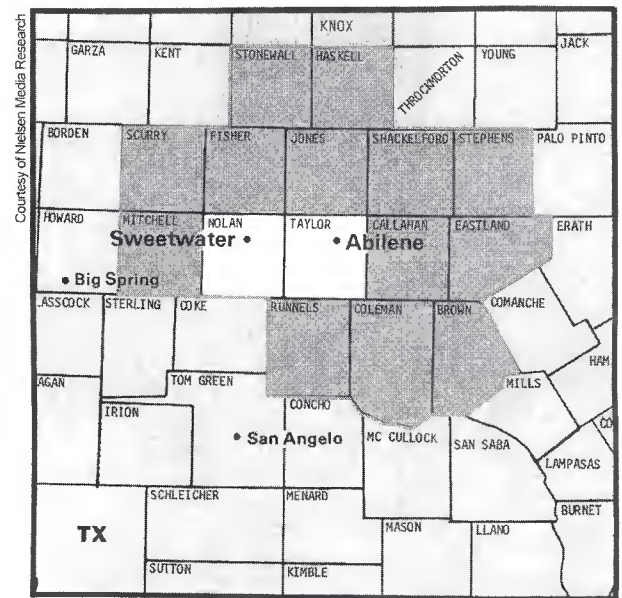 Courtesy of Nielsen Media Research
KNOX
GARZA
KENT
STONEWALL
HASKELL
THROCKMORTON
YOUNG
JACK
BORDEN
SCURRY
FISHER
JONES
SHACKELFORD
STEPHENS
PALO PINTO
HOWARD
MITCHELL
NOLAN
TAYLOR
CALLAHAN
EASTLAND
ERATH
Sweetwater
Abilene
Big Spring
LASSCOCK
STERLING
COKE
RUNNELS
COLEMAN
BROWN
COMANCHE
HAM
AGAN
TOM GREEN
MILLS
IRION
CONCHO
CO
San Angelo
MC CULLOCK
SAN SABA
LAMPASAS
SCHLEICHER
MENARD
BURNET
TX
MASON
LLANO
SUTTON
KIMBLE